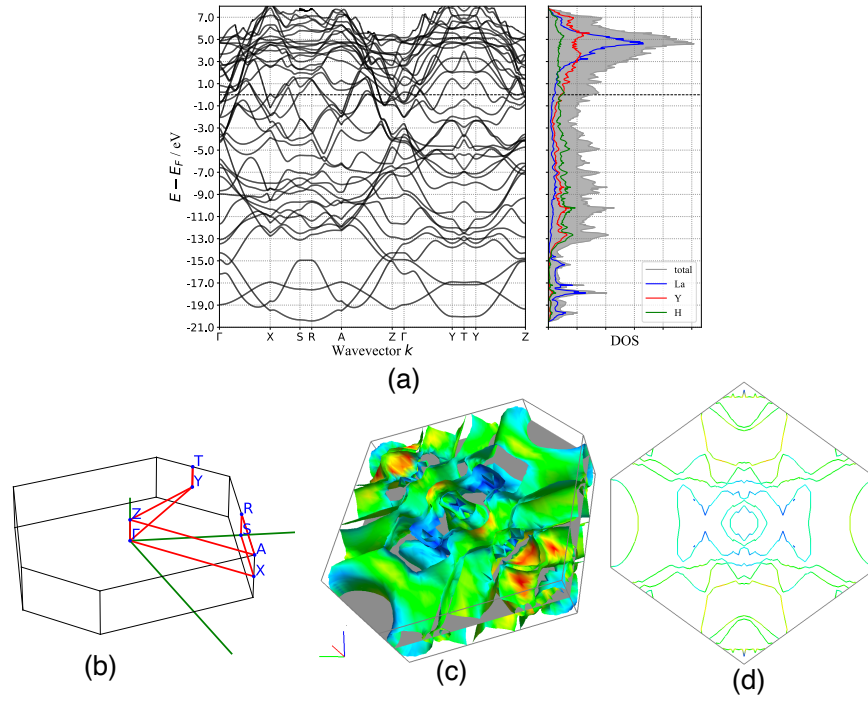 7.0
5.0
3.0
1.0
-1.0
-3.0
-5.0
-7.0
-9.0
-11.0
-13.0
-15.0
-17.0
-19.0
-21.0
E − E_F / eV
Γ X S R A Z Γ Y T Y Z
Wavevector k
total
La
Y
H
DOS
(a)
T
Y
Z
Γ
R
S
A
X
(b)
(c)
(d)